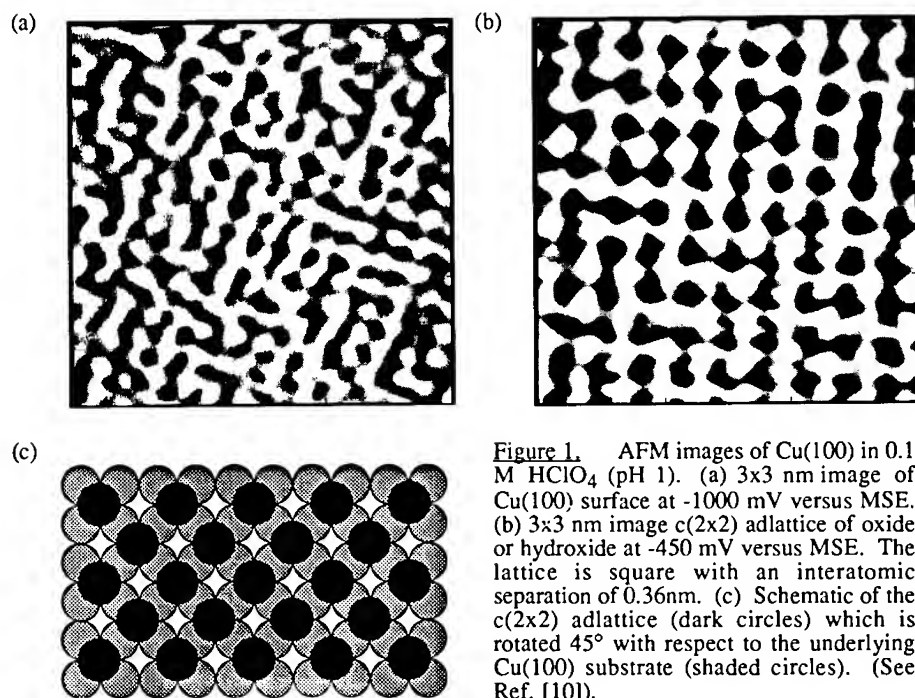 (a)
(b)
(c)
Figure 1. AFM images of Cu(100) in 0.1
M HClO4 (pH 1). (a) 3x3 nm image of
Cu(100) surface at -1000 mV versus MSE.
(b) 3x3 nm image c(2x2) adlattice of oxide
or hydroxide at -450 mV versus MSE. The
lattice is square with an interatomic
separation of 0.36nm. (c) Schematic of the
c(2x2) adlattice (dark circles) which is
rotated 45° with respect to the underlying
Cu(100) substrate (shaded circles). (See
Ref. [10]).